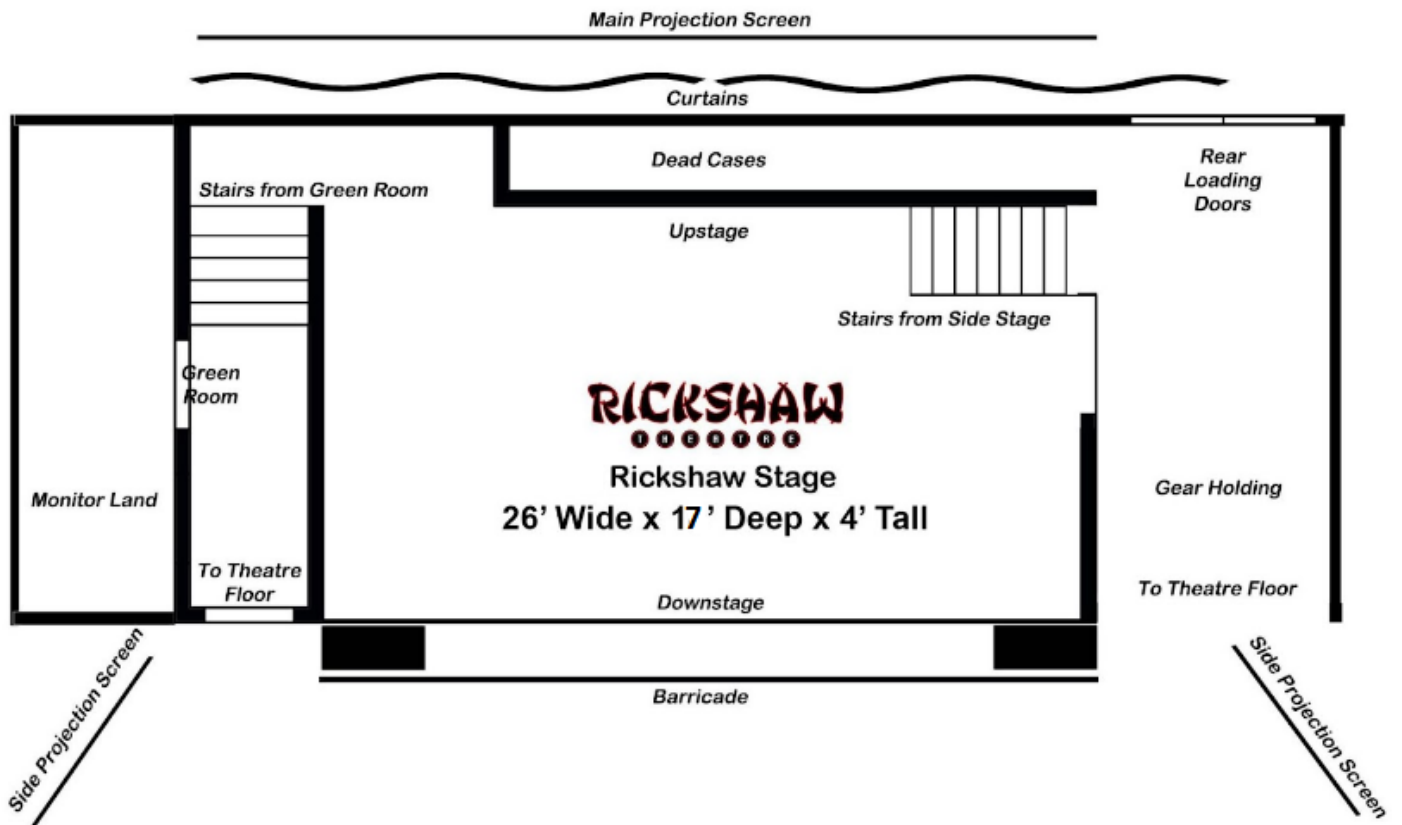 Main Projection Screen
Curtains
Dead Cases
Rear
Loading
Doors
Stairs from Green Room
Upstage
Stairs from Side Stage
Green
Room
RICKSHAW
THEATRE
Rickshaw Stage
26’ Wide x 17’ Deep x 4’ Tall
Monitor Land
Gear Holding
To Theatre
Floor
To Theatre Floor
Downstage
Barricade
Side Projection Screen
Side Projection Screen